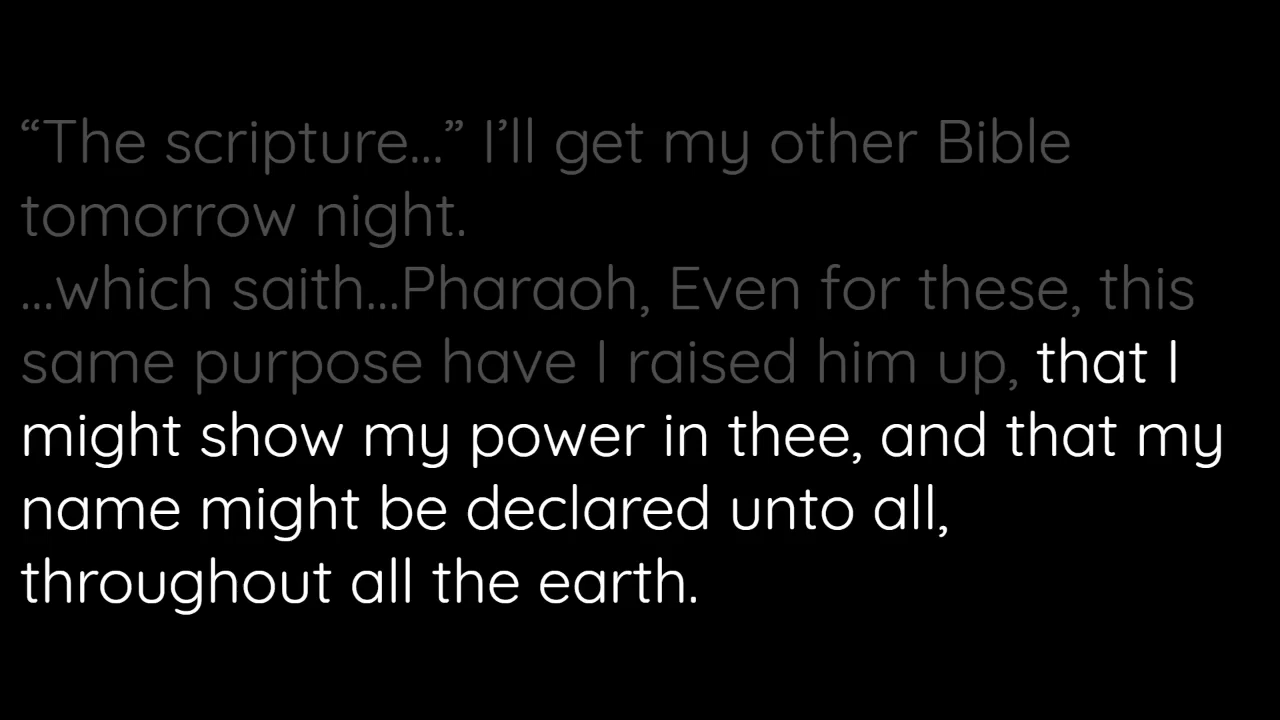 “The scripture...” I’ll get my other Bible
tomorrow night.
...which saith...Pharaoh, Even for these, this
same purpose have I raised him up, that I
might show my power in thee, and that my
name might be declared unto all,
throughout all the earth.